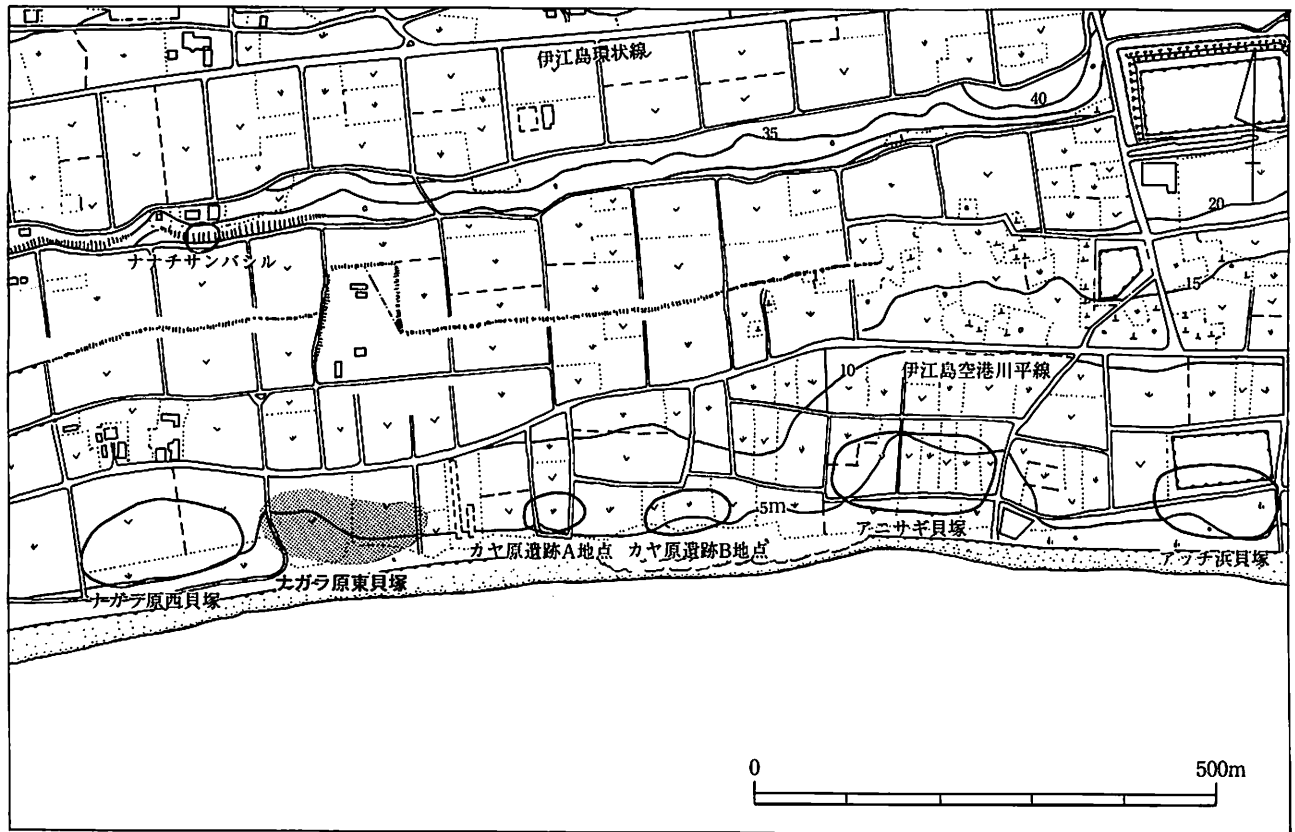 伊江島環状線
40
35
20
ナナチサンバシル
15
10
伊江島空港川平線
5m
アニサギ貝塚
カヤ原遺跡A地点
カヤ原遺跡B地点
アッチ浜貝塚
ナガラ原東貝塚
ナガラ原西貝塚
0
500m